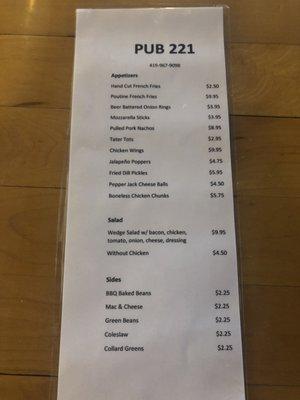 PUB 221
419-967-9098
Appetizers
Hand Cut French Fries $2.50
Poutine French Fries $9.95
Beer Battered Onion Rings $3.95
Mozzarella Sticks $3.95
Pulled Pork Nachos $8.95
Tater Tots $2.95
Chicken Wings $9.95
Jalapeño Poppers $4.75
Fried Dill Pickles $5.95
Pepper Jack Cheese Balls $4.50
Boneless Chicken Chunks $5.75
Salad
Wedge Salad w/ bacon, chicken, $9.95
tomato, onion, cheese, dressing
Without Chicken $4.50
Sides
BBQ Baked Beans $2.25
Mac & Cheese $2.25
Green Beans $2.25
Coleslaw $2.25
Collard Greens $2.25